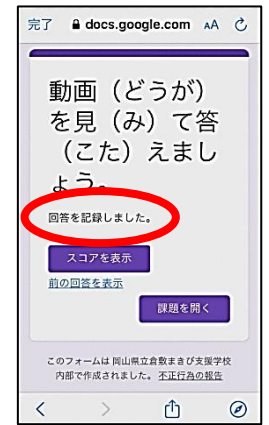 完了 docs.google.com AA
動画（どうが）
を見（み）て答
（こた）えまし
ょう。
回答を記録しました。
スコアを表示
前の回答を表示
課題を開く
このフォームは 岡山県立倉敷まきび支援学校
内部で作成されました。 不正行為の報告